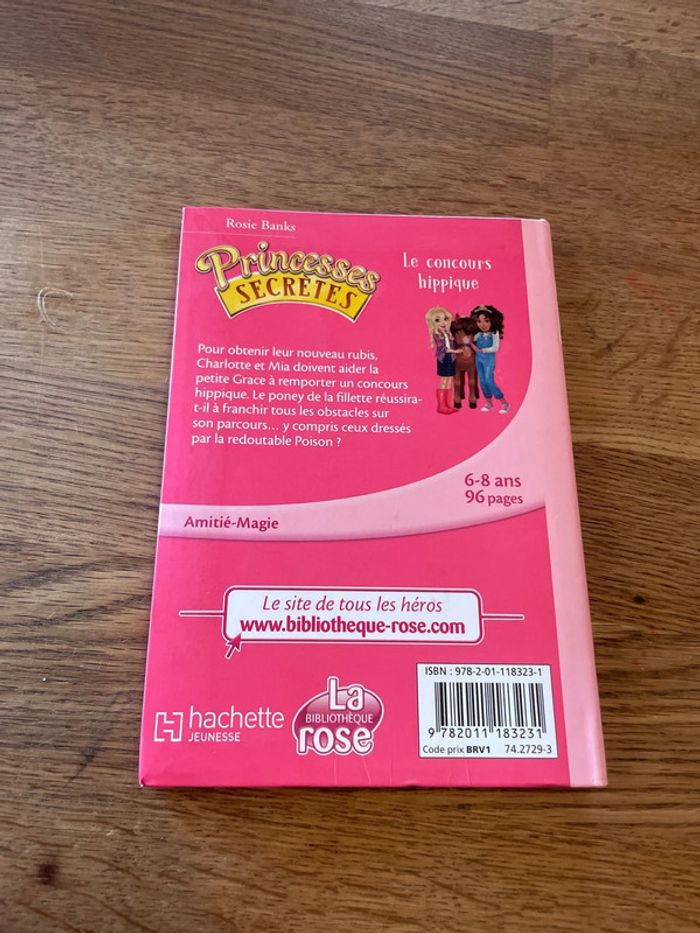 Rosie Banks
Princesses
SECRÈTES
Le concours
hippique
Pour obtenir leur nouveau rubis,
Charlotte et Mia doivent aider la
petite Grace à remporter un concours
hippique. Le poney de la fillette réussira-
t-il à franchir tous les obstacles sur
son parcours... y compris ceux dressés
par la redoutable Poison ?
6-8 ans
96 pages
Amitié-Magie
Le site de tous les héros
www.bibliotheque-rose.com
hachette
JEUNESSE
La
BIBLIOTHÈQUE
rose
ISBN : 978-2-01-118323-1
9 782011 183231
Code prix BRV1 74.2729-3